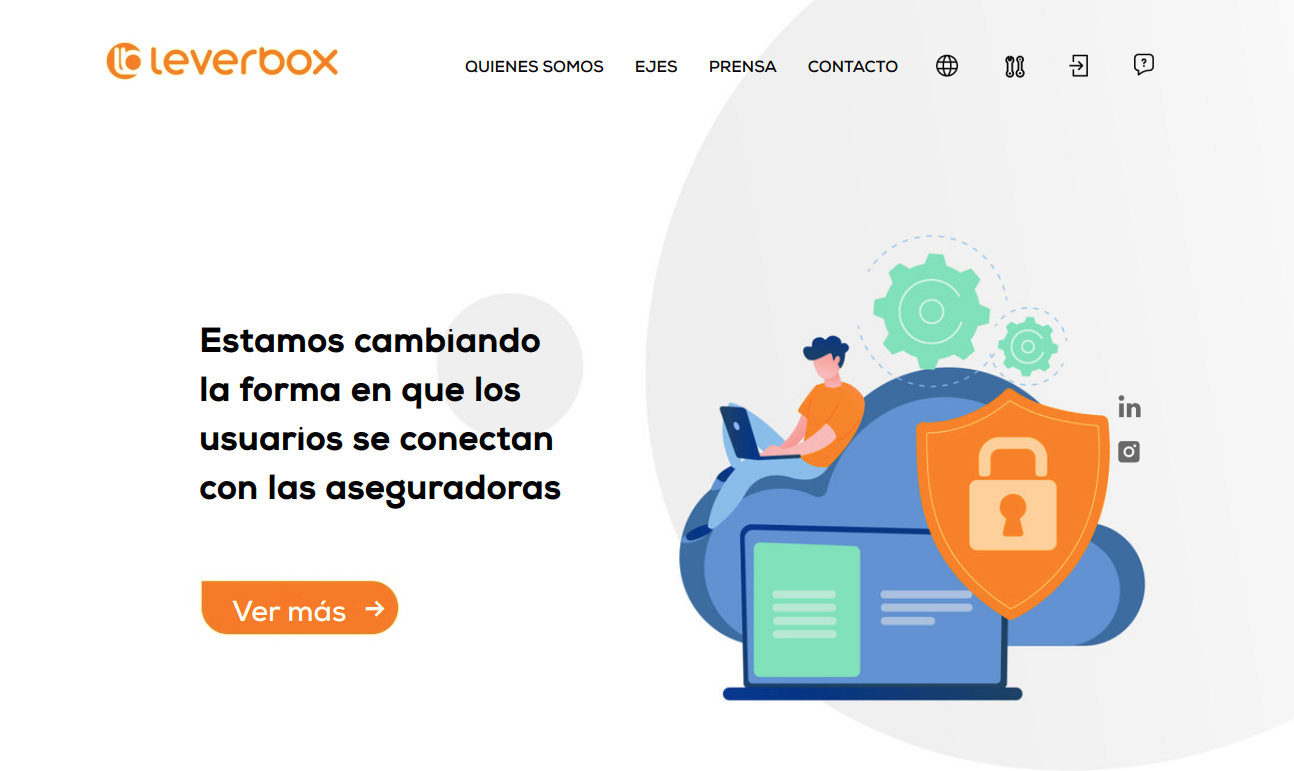 leverbox
QUIENES SOMOS EJES PRENSA CONTACTO
Estamos cambiando
la forma en que los
usuarios se conectan
con las aseguradoras
in
Ver más →